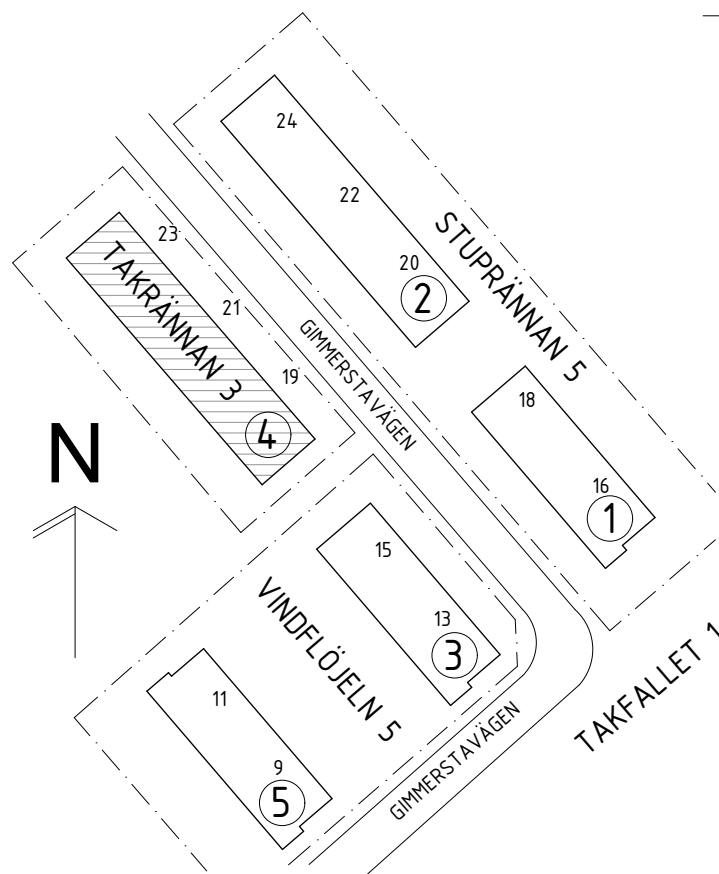 24
22
20
2
STUPRÄNNAN 5
23
21
19
TAKRÄNNAN 3
4
GIMMERSTAVÄGEN
18
16
1
N
15
13
3
VINDFLÖJELN 5
11
9
5
GIMMERSTAVÄGEN
TAKFALLET 1